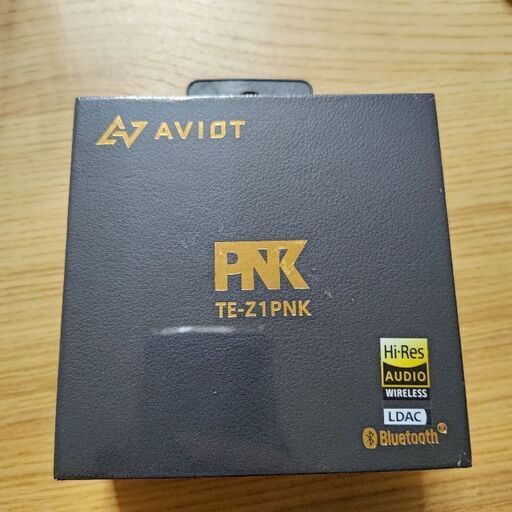 AVIOT
PNK
TE-Z1PNK
Hi-Res
AUDIO
WIRELESS
LDAC
Bluetooth